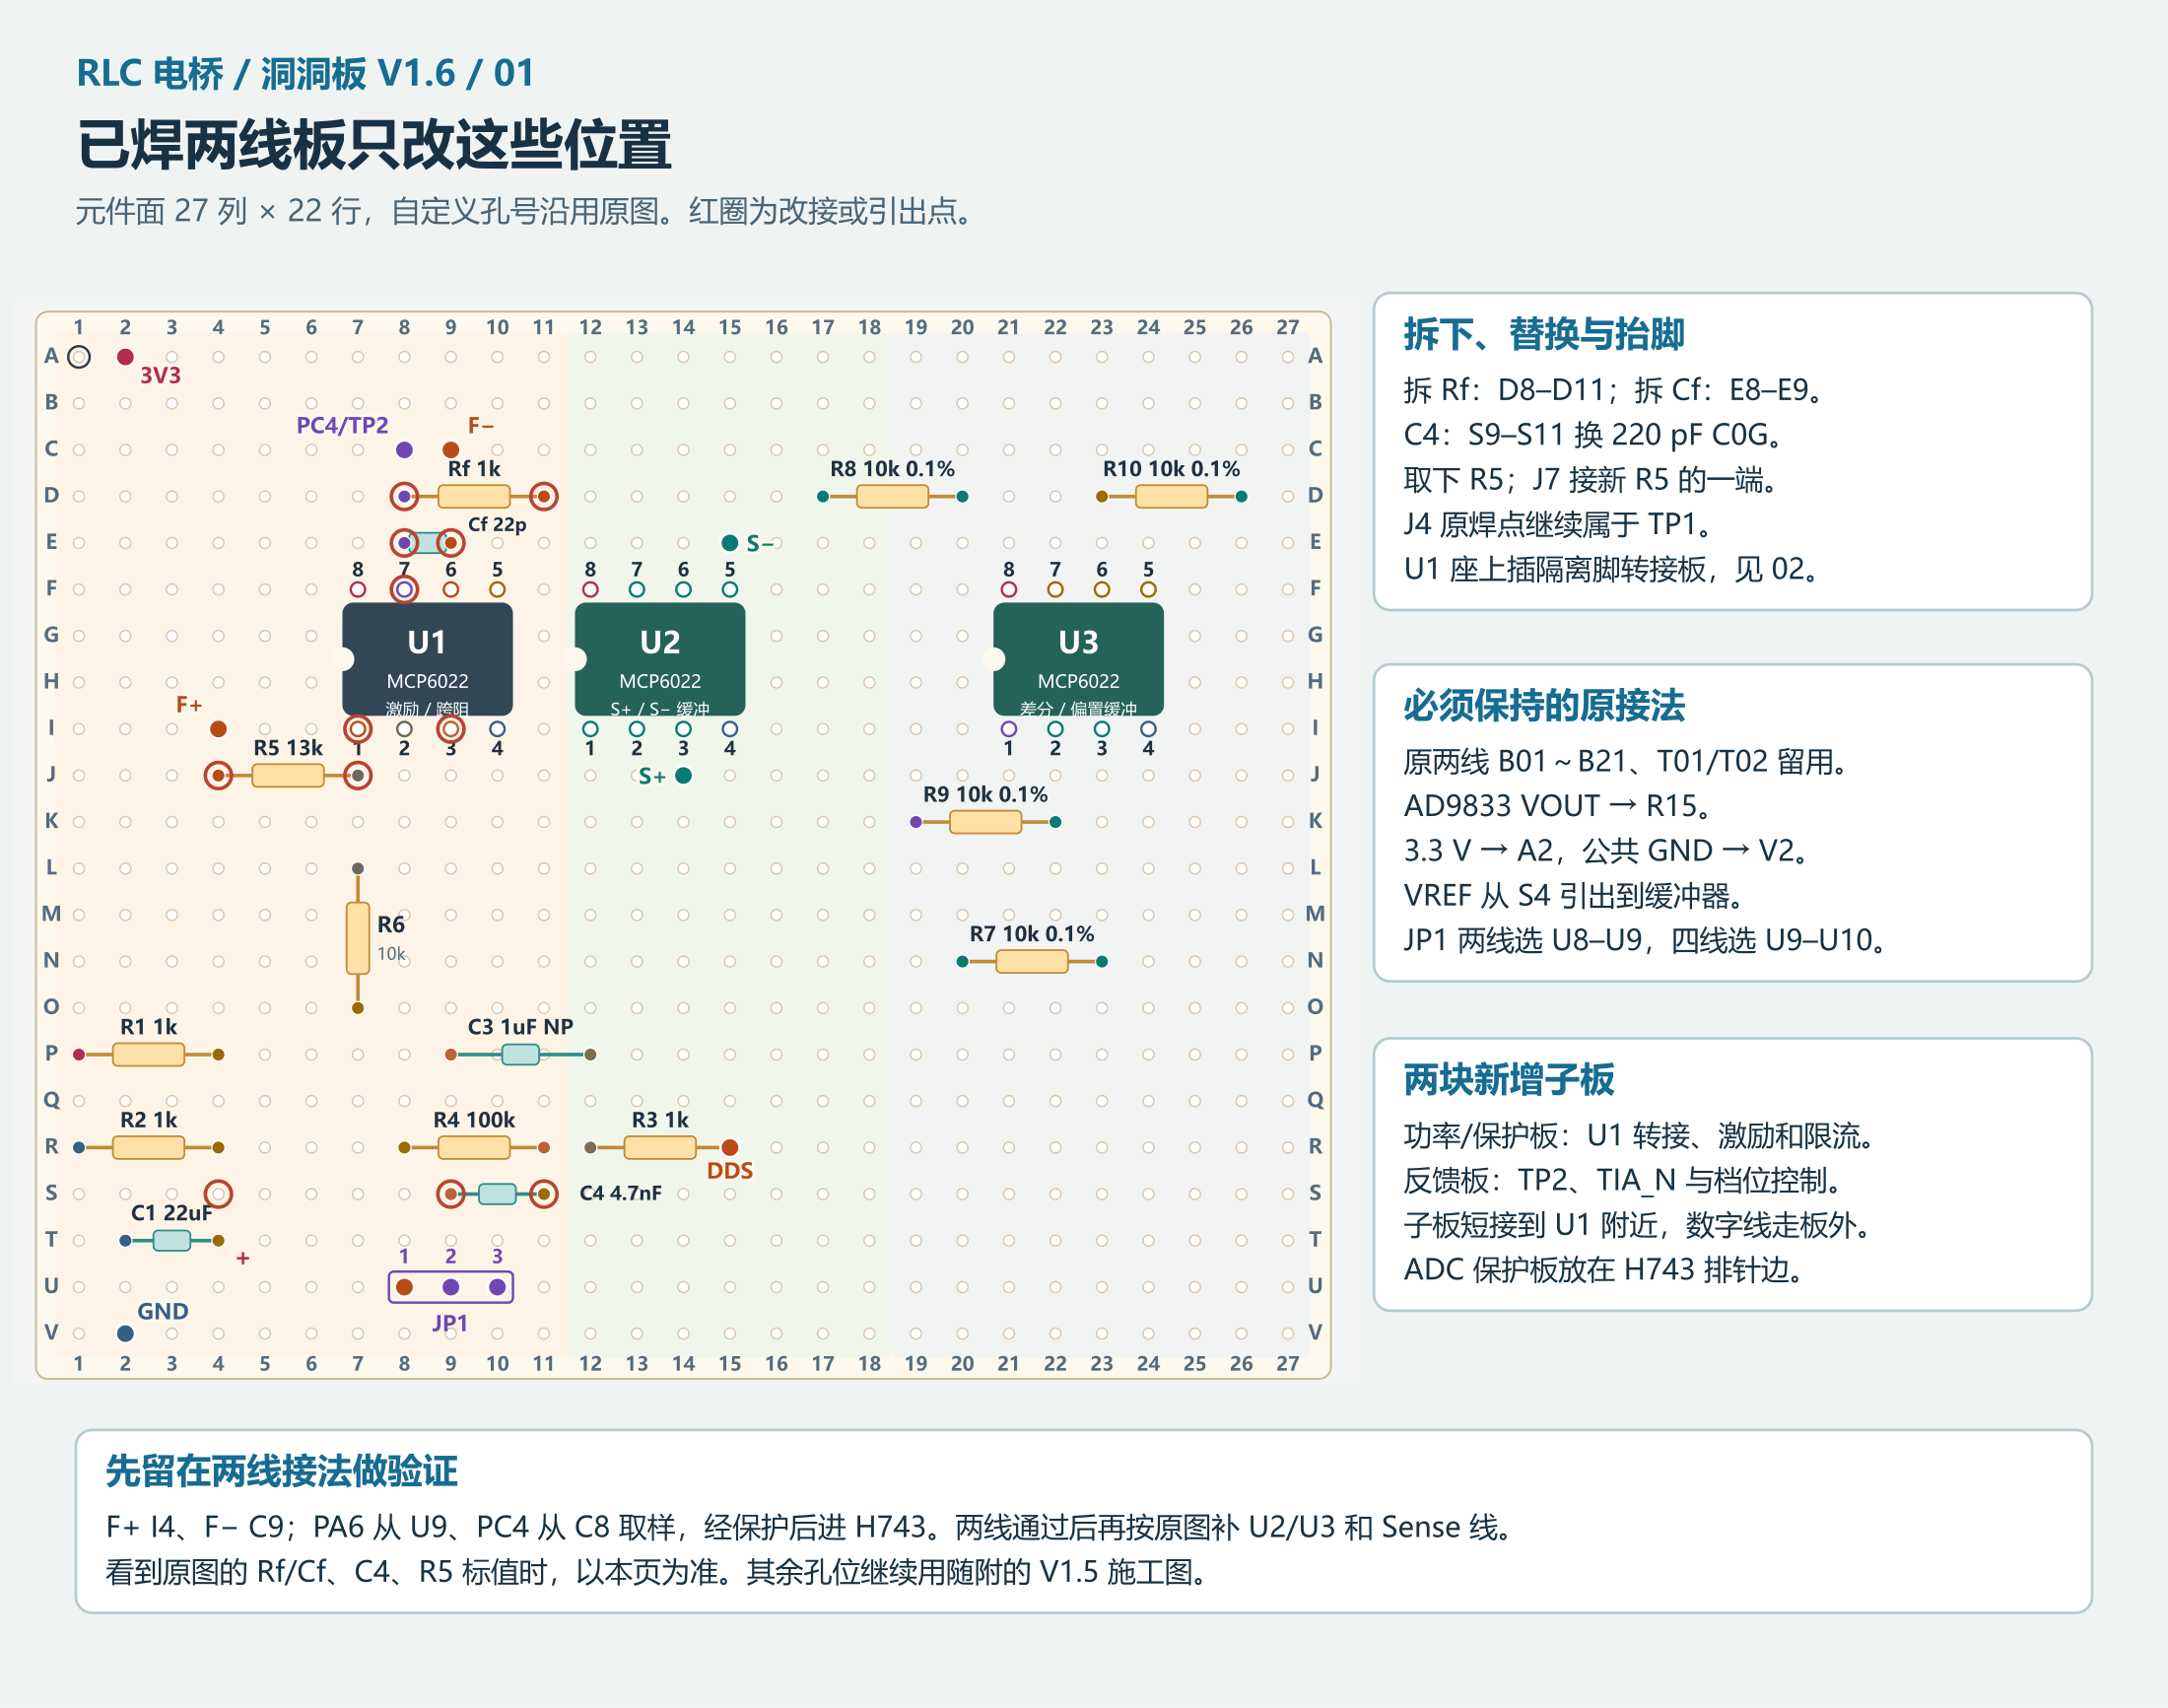 RLC 电桥 / 洞洞板 V1.6 / 01
已焊两线板只改这些位置
元件面 27 列 × 22 行，自定义孔号沿用原图。红圈为改接或引出点。
1 2 3 4 5 6 7 8 9 10 11 12 13 14 15 16 17 18 19 20 21 22 23 24 25 26 27
A A
3V3
B B
PC4/TP2 F−
C C
Rf 1k R8 10k 0.1% R10 10k 0.1%
D D
Cf 22p
E S− E
8 7 6 5 8 7 6 5 8 7 6 5
F F
G U1 U2 U3 G
H MCP6022 MCP6022 MCP6022 H
F+ 激励 / 跨阻 S+ / S− 缓冲 差分 / 偏置缓冲
I I
R5 13k 1 2 3 4 1 2 3 4 1 2 3 4
J S+ J
R9 10k 0.1%
K K
L L
M M
R6 R7 10k 0.1%
10k
N N
O O
R1 1k C3 1uF NP
P P
Q Q
R2 1k R4 100k R3 1k
R R
DDS
S C4 4.7nF S
C1 22uF
T T
+ 1 2 3
U U
GND JP1
V V
1 2 3 4 5 6 7 8 9 10 11 12 13 14 15 16 17 18 19 20 21 22 23 24 25 26 27
拆下、替换与抬脚
拆 Rf：D8–D11；拆 Cf：E8–E9。
C4：S9–S11 换 220 pF C0G。
取下 R5；J7 接新 R5 的一端。
J4 原焊点继续属于 TP1。
U1 座上插隔离脚转接板，见 02。
必须保持的原接法
原两线 B01～B21、T01/T02 留用。
AD9833 VOUT → R15。
3.3 V → A2，公共 GND → V2。
VREF 从 S4 引出到缓冲器。
JP1 两线选 U8–U9，四线选 U9–U10。
两块新增子板
功率/保护板：U1 转接、激励和限流。
反馈板：TP2、TIA_N 与档位控制。
子板短接到 U1 附近，数字线走板外。
ADC 保护板放在 H743 排针边。
先留在两线接法做验证
F+ I4、F− C9；PA6 从 U9、PC4 从 C8 取样，经保护后进 H743。两线通过后再按原图补 U2/U3 和 Sense 线。
看到原图的 Rf/Cf、C4、R5 标值时，以本页为准。其余孔位继续用随附的 V1.5 施工图。